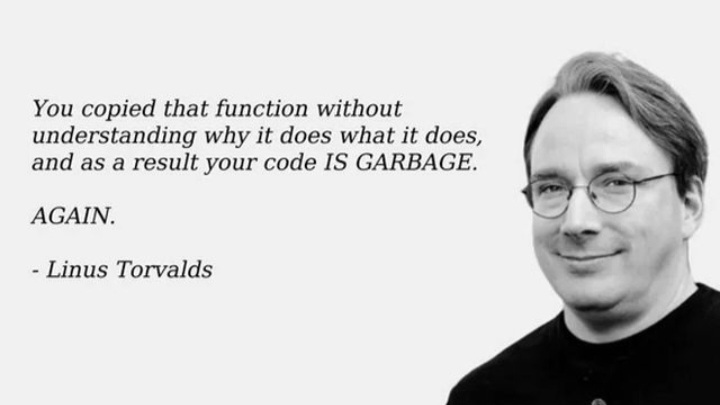 You copied that function without
understanding why it does what it does,
and as a result your code IS GARBAGE.
AGAIN.
- Linus Torvalds